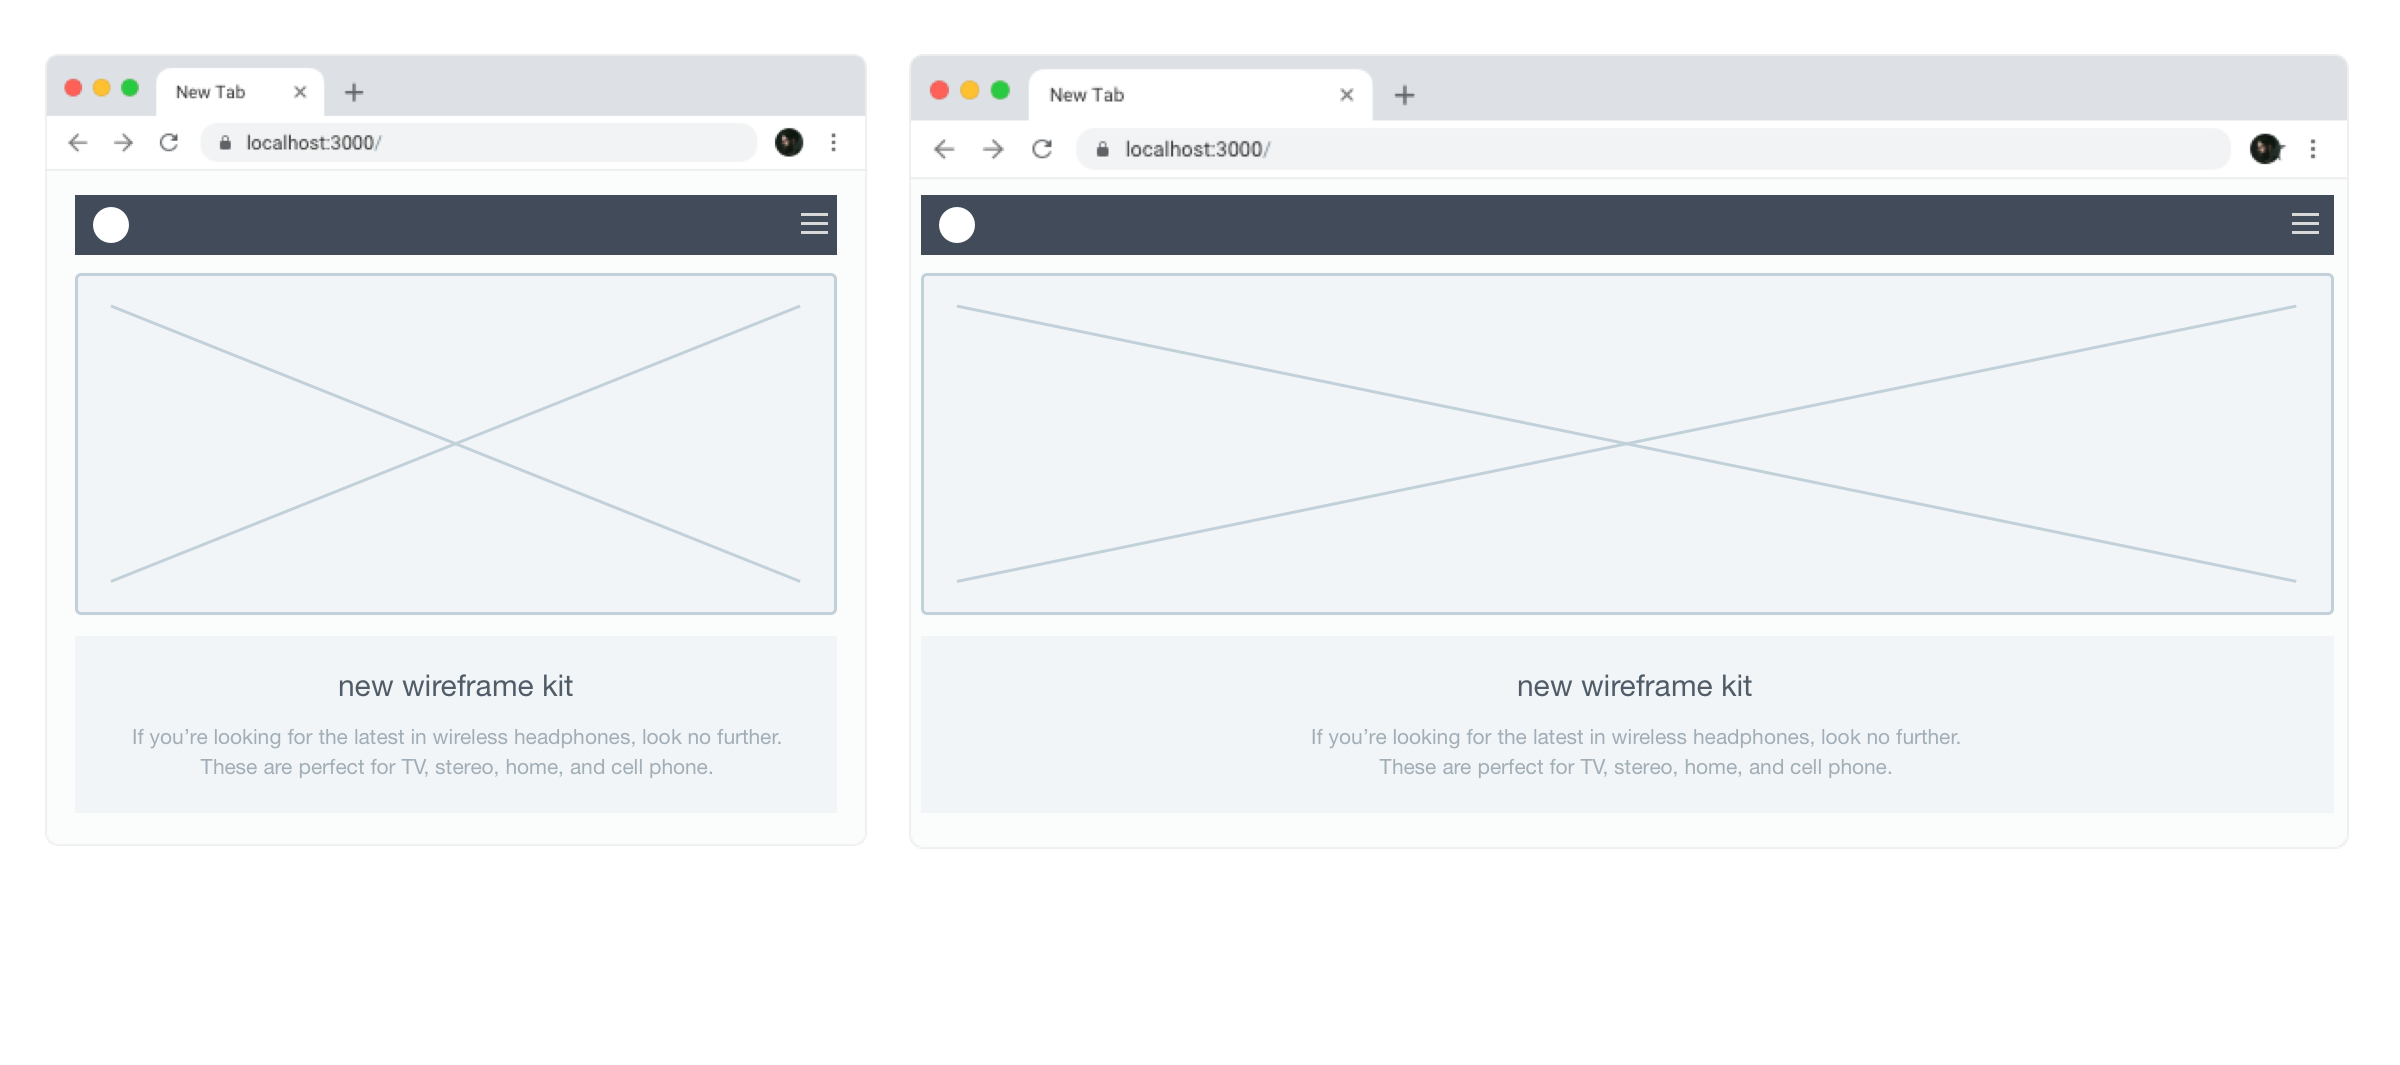 New Tab
localhost:3000/
new wireframe kit
If you’re looking for the latest in wireless headphones, look no further.
These are perfect for TV, stereo, home, and cell phone.
New Tab
localhost:3000/
new wireframe kit
If you’re looking for the latest in wireless headphones, look no further.
These are perfect for TV, stereo, home, and cell phone.